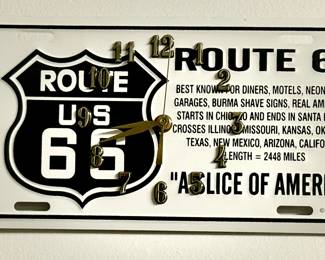 ROUTE 6
ROUTE
U S
66
BEST KNOWN FOR DINERS, MOTELS, NEON
GARAGES, BURMA SHAVE SIGNS, REAL AM
STARTS IN CHICAGO AND ENDS IN SANTA
CROSSES ILLINOIS MISSOURI, KANSAS, OK
TEXAS, NEW MEXICO, ARIZONA, CALIFO
LENGTH = 2448 MILES
"A SLICE OF AMERI
12
1
2
3
4
5
6
7
8
9
10
11